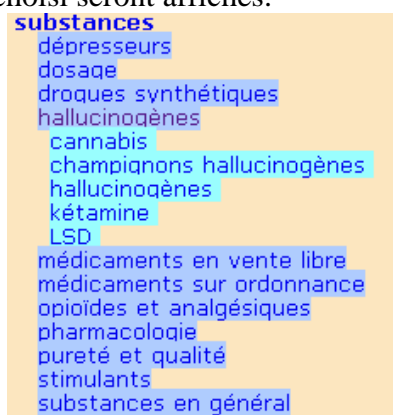 choisi seront affichés.
substances
dépresseurs
dosage
drogues synthétiques
hallucinogènes
cannabis
champignons hallucinogènes
hallucinogènes
kétamine
LSD
médicaments en vente libre
médicaments sur ordonnance
opioïdes et analgésiques
pharmacologie
pureté et qualité
stimulants
substances en général